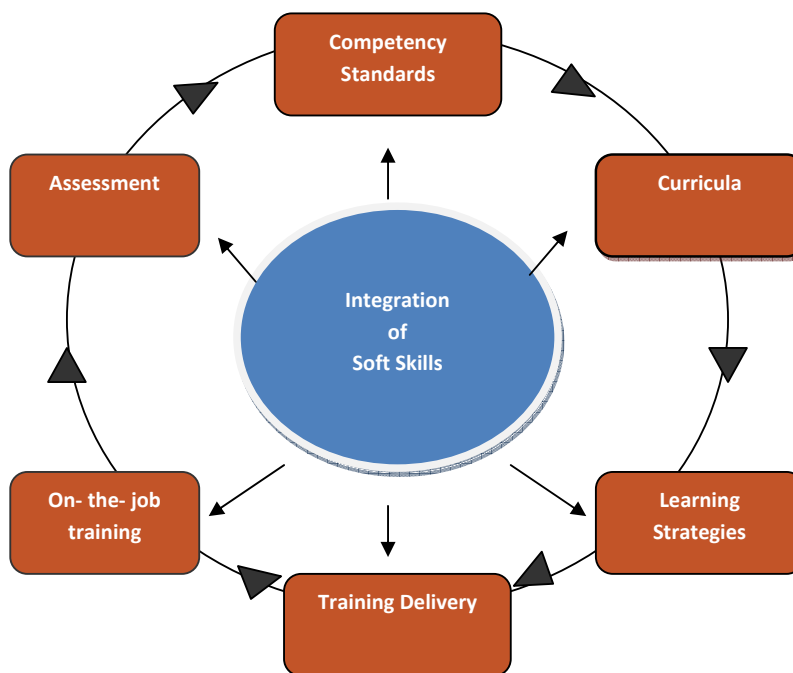 Competency
Standards
Assessment
Curricula
Integration
of
Soft Skills
On- the- job
training
Learning
Strategies
Training Delivery